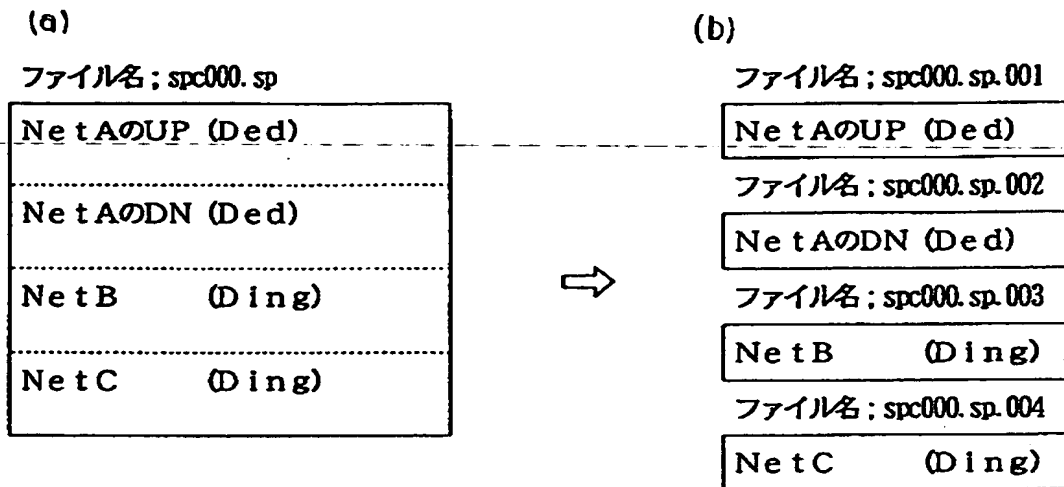 (a)
ファイル名；spc000.sp
NetAのUP (Ded)
NetAのDN (Ded)
NetB (Ding)
NetC (Ding)
(b)
ファイル名；spc000.sp.001
NetAのUP (Ded)
ファイル名；spc000.sp.002
NetAのDN (Ded)
ファイル名；spc000.sp.003
NetB (Ding)
ファイル名；spc000.sp.004
NetC (Ding)